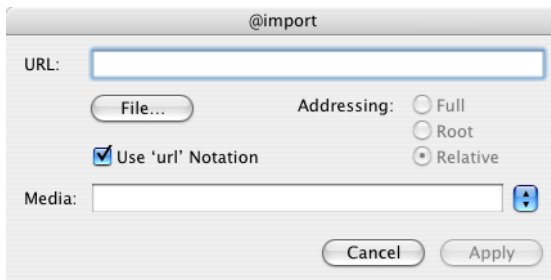 @import
URL:
File... Addressing: Full
Root
Use ‘url’ Notation Relative
Media:
Cancel Apply